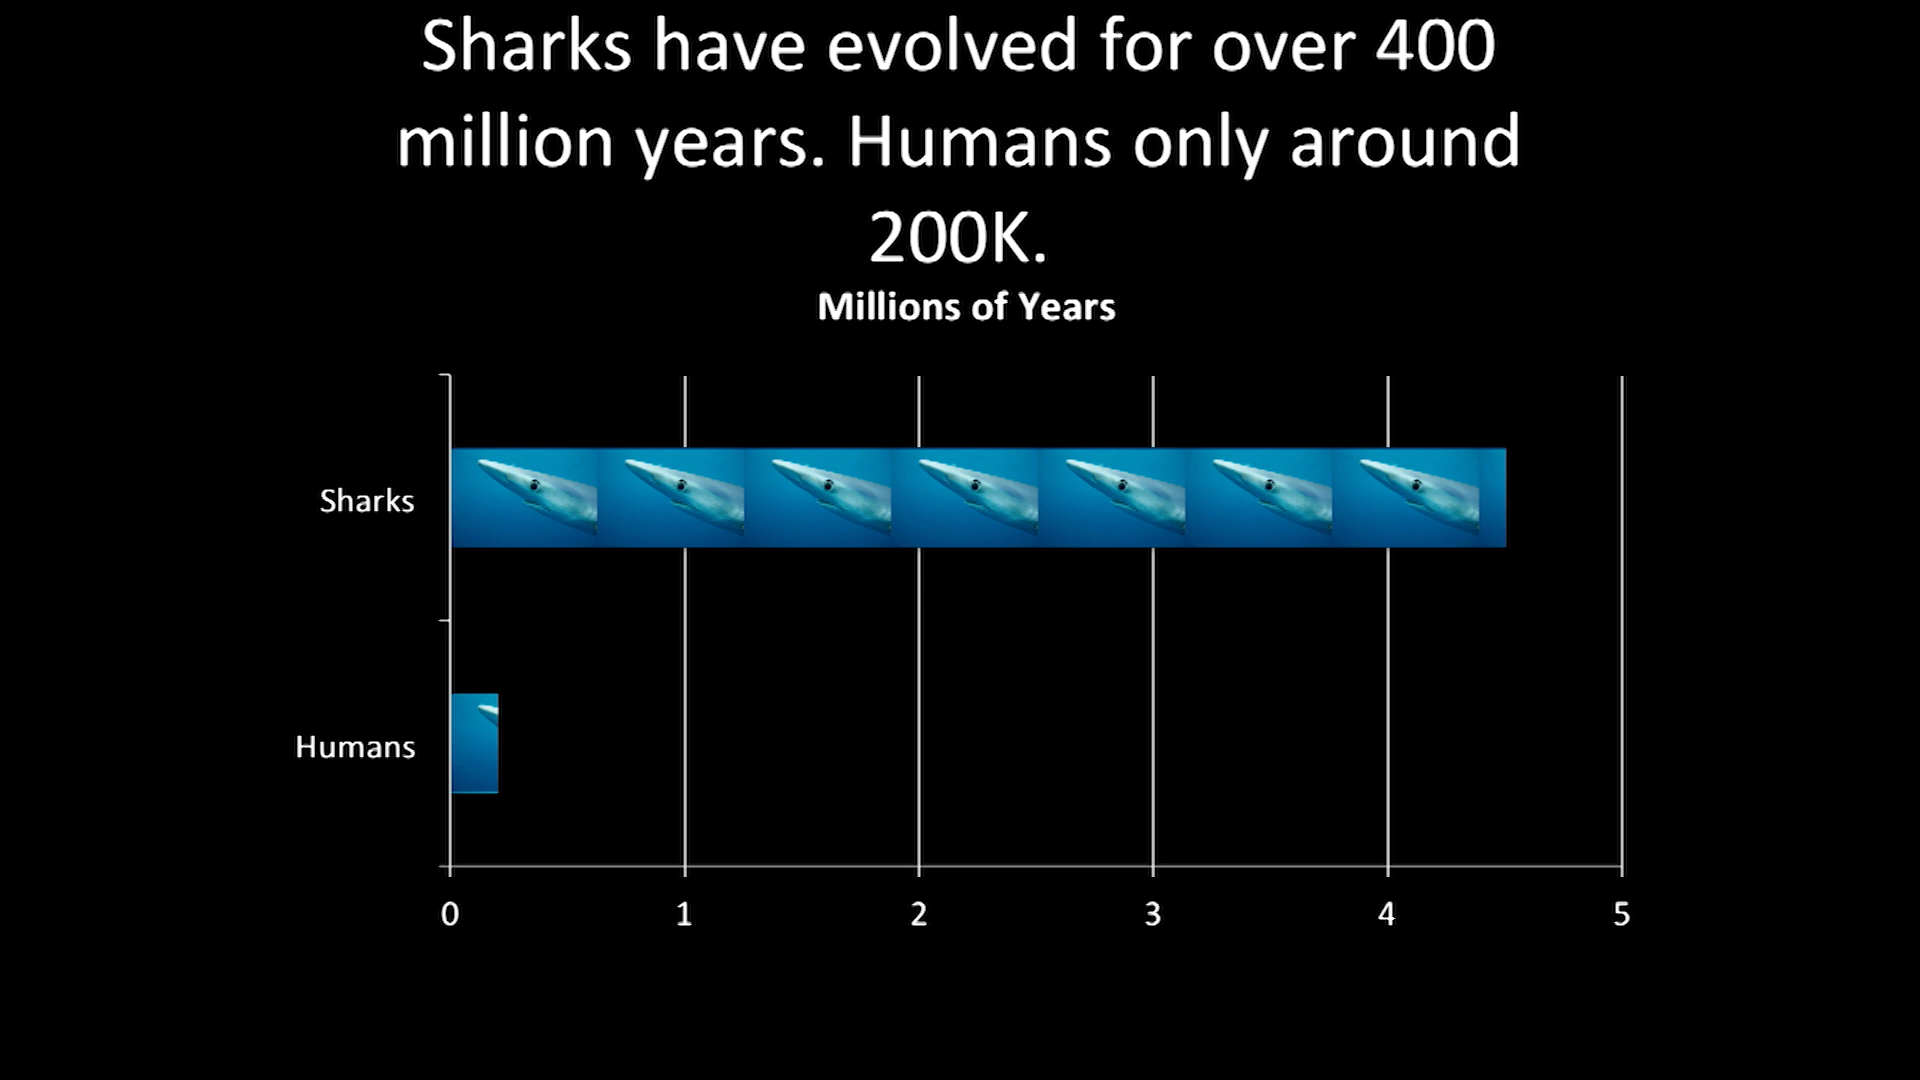 Sharks have evolved for over 400
million years. Humans only around
200K.
Millions of Years
Sharks
Humans
0 1 2 3 4 5